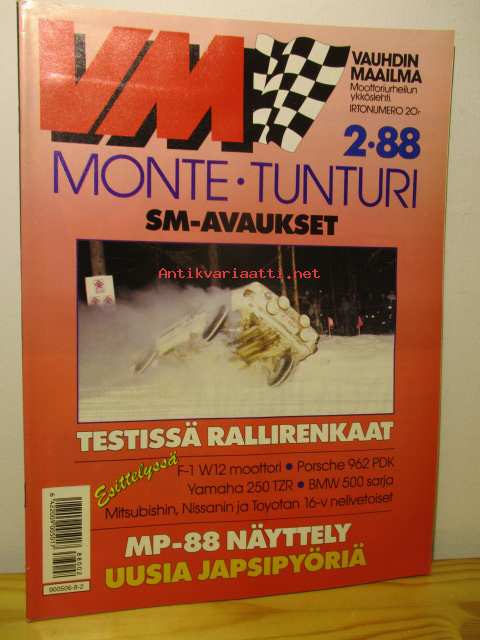 VM
VAUHDIN
MAAILMA
Moottoriurheilun
ykköslehti
IRTONUMERO 20,-
2•88
MONTE • TUNTURI
SM-AVAUKSET
Antikvariaatti.net
TESTISSÄ RALLIRENKAAT
Esittelyssä
F-1 W12 moottori • Porsche 962 PDK
Yamaha 250 TZR • BMW 500 sarja
Mitsubishin, Nissanin ja Toyotan 16-v nelivetoiset
MP-88 NÄYTTELY
UUSIA JAPSIPYÖRIÄ
88002
900506-8-2